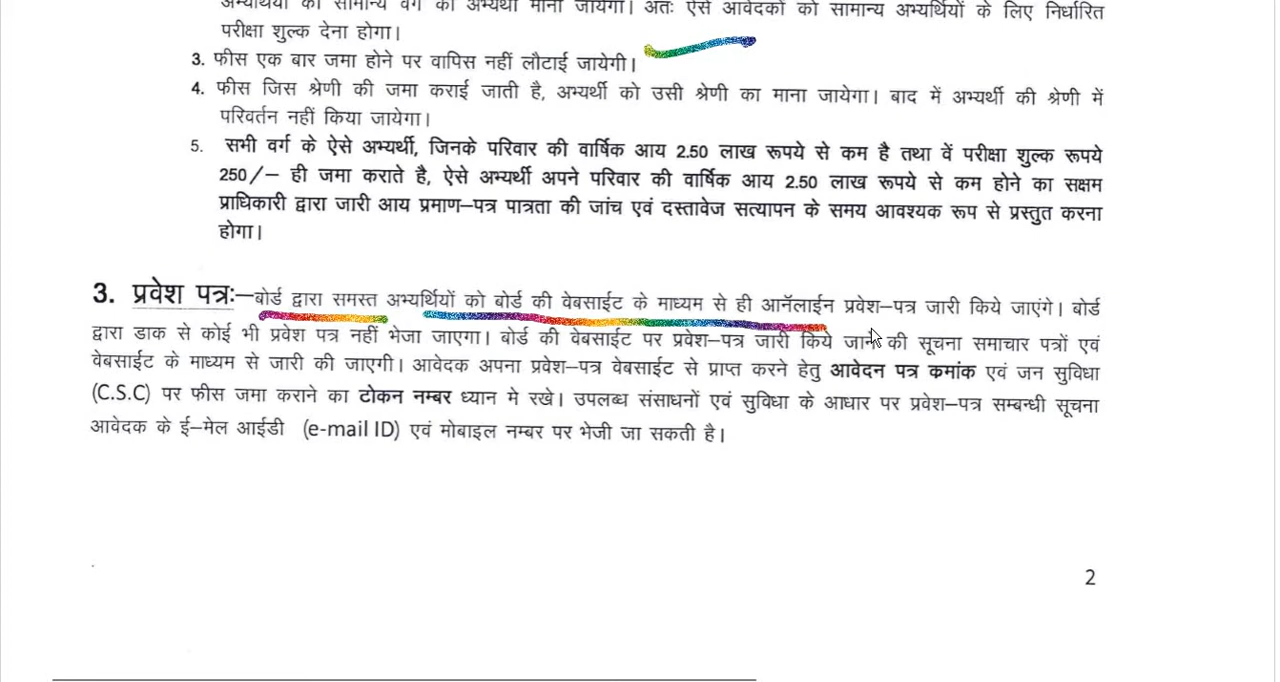 अभ्यर्थियों को सामान्य वर्ग का अभ्यर्थी माना जायेगा। अतः ऐसे आवेदकों को सामान्य अभ्यर्थियों के लिए निर्धारित
परीक्षा शुल्क देना होगा।
3. फीस एक बार जमा होने पर वापिस नहीं लौटाई जायेगी।
4. फीस जिस श्रेणी की जमा कराई जाती है, अभ्यर्थी को उसी श्रेणी का माना जायेगा। बाद में अभ्यर्थी की श्रेणी में
परिवर्तन नहीं किया जायेगा।
5. सभी वर्ग के ऐसे अभ्यर्थी, जिनके परिवार की वार्षिक आय 2.50 लाख रूपये से कम है तथा वें परीक्षा शुल्क रूपये
250/– ही जमा कराते है, ऐसे अभ्यर्थी अपने परिवार की वार्षिक आय 2.50 लाख रूपये से कम होने का सक्षम
प्राधिकारी द्वारा जारी आय प्रमाण–पत्र पात्रता की जांच एवं दस्तावेज सत्यापन के समय आवश्यक रूप से प्रस्तुत करना
होगा।
3. प्रवेश पत्रः–बोर्ड द्वारा समस्त अभ्यर्थियों को बोर्ड की वेबसाईट के माध्यम से ही आनॅलाईन प्रवेश–पत्र जारी किये जाएंगे। बोर्ड
द्वारा डाक से कोई भी प्रवेश पत्र नहीं भेजा जाएगा। बोर्ड की वेबसाईट पर प्रवेश–पत्र जारी किये जाने की सूचना समाचार पत्रों एवं
वेबसाईट के माध्यम से जारी की जाएगी। आवेदक अपना प्रवेश–पत्र वेबसाईट से प्राप्त करने हेतु आवेदन पत्र कमांक एवं जन सुविधा
(C.S.C) पर फीस जमा कराने का टोकन नम्बर ध्यान मे रखे। उपलब्ध संसाधनों एवं सुविधा के आधार पर प्रवेश–पत्र सम्बन्धी सूचना
आवेदक के ई–मेल आईडी (e-mail ID) एवं मोबाइल नम्बर पर भेजी जा सकती है।
2